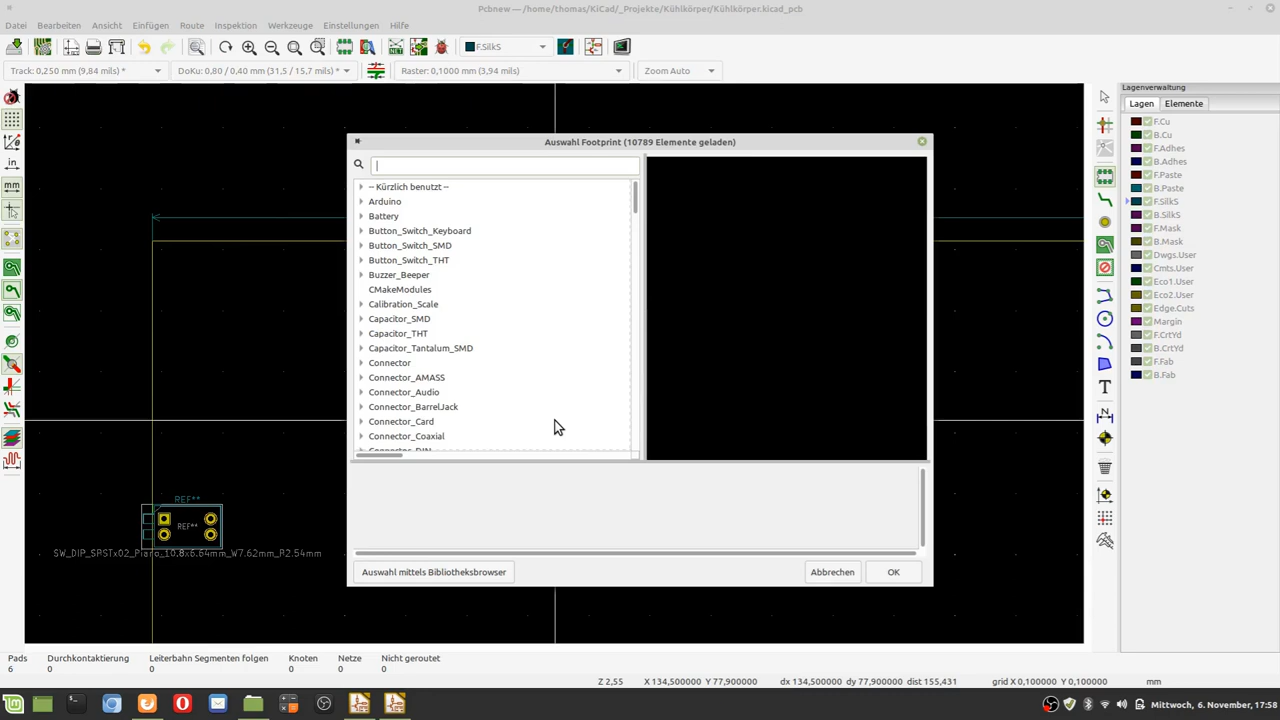 Pcbnew — /home/thomas/KiCad/_Projekte/Kühlkörper/Kühlkörper.kicad_pcb
Datei Bearbeiten Ansicht Einfügen Route Inspektion Werkzeuge Einstellungen Hilfe
F.SilkS
Track: 0,250 mm (9,84 mils) * DoKu: 0,80 / 0,40 mm (31,5 / 15,7 mils) * Raster: 0,1000 mm (3,94 mils) Zoom Auto
Lagenverwaltung
Lagen Elemente
F.Cu
B.Cu
F.Adhes
B.Adhes
F.Paste
B.Paste
F.SilkS
B.SilkS
F.Mask
B.Mask
Dwgs.User
Cmts.User
Eco1.User
Eco2.User
Edge.Cuts
Margin
F.CrtYd
B.CrtYd
F.Fab
B.Fab
in
mm
Auswahl Footprint (10789 Elemente geladen)
-- Kürzlich benutzt --
Arduino
Battery
Button_Switch_Keyboard
Button_Switch_SMD
Button_Switch_THT
Buzzer_Beeper
CMakeModules
Calibration_Scale
Capacitor_SMD
Capacitor_THT
Capacitor_Tantalum_SMD
Connector
Connector_AMASS
Connector_Audio
Connector_BarrelJack
Connector_Card
Connector_Coaxial
Connector_DIN
Auswahl mittels Bibliotheksbrowser Abbrechen OK
REF**
REF**
SW_DIP_SPSTx02_Piano_10.8x6.64mm_W7.62mm_P2.54mm
Pads Durchkontaktierung Leiterbahn Segmenten folgen Knoten Netze Nicht geroutet
6 0 0 0 0 0
Z 2,55 X 134,500000 Y 77,900000 dx 134,500000 dy 77,900000 dist 155,431 grid X 0,100000 Y 0,100000 mm
Mittwoch, 6. November, 17:58